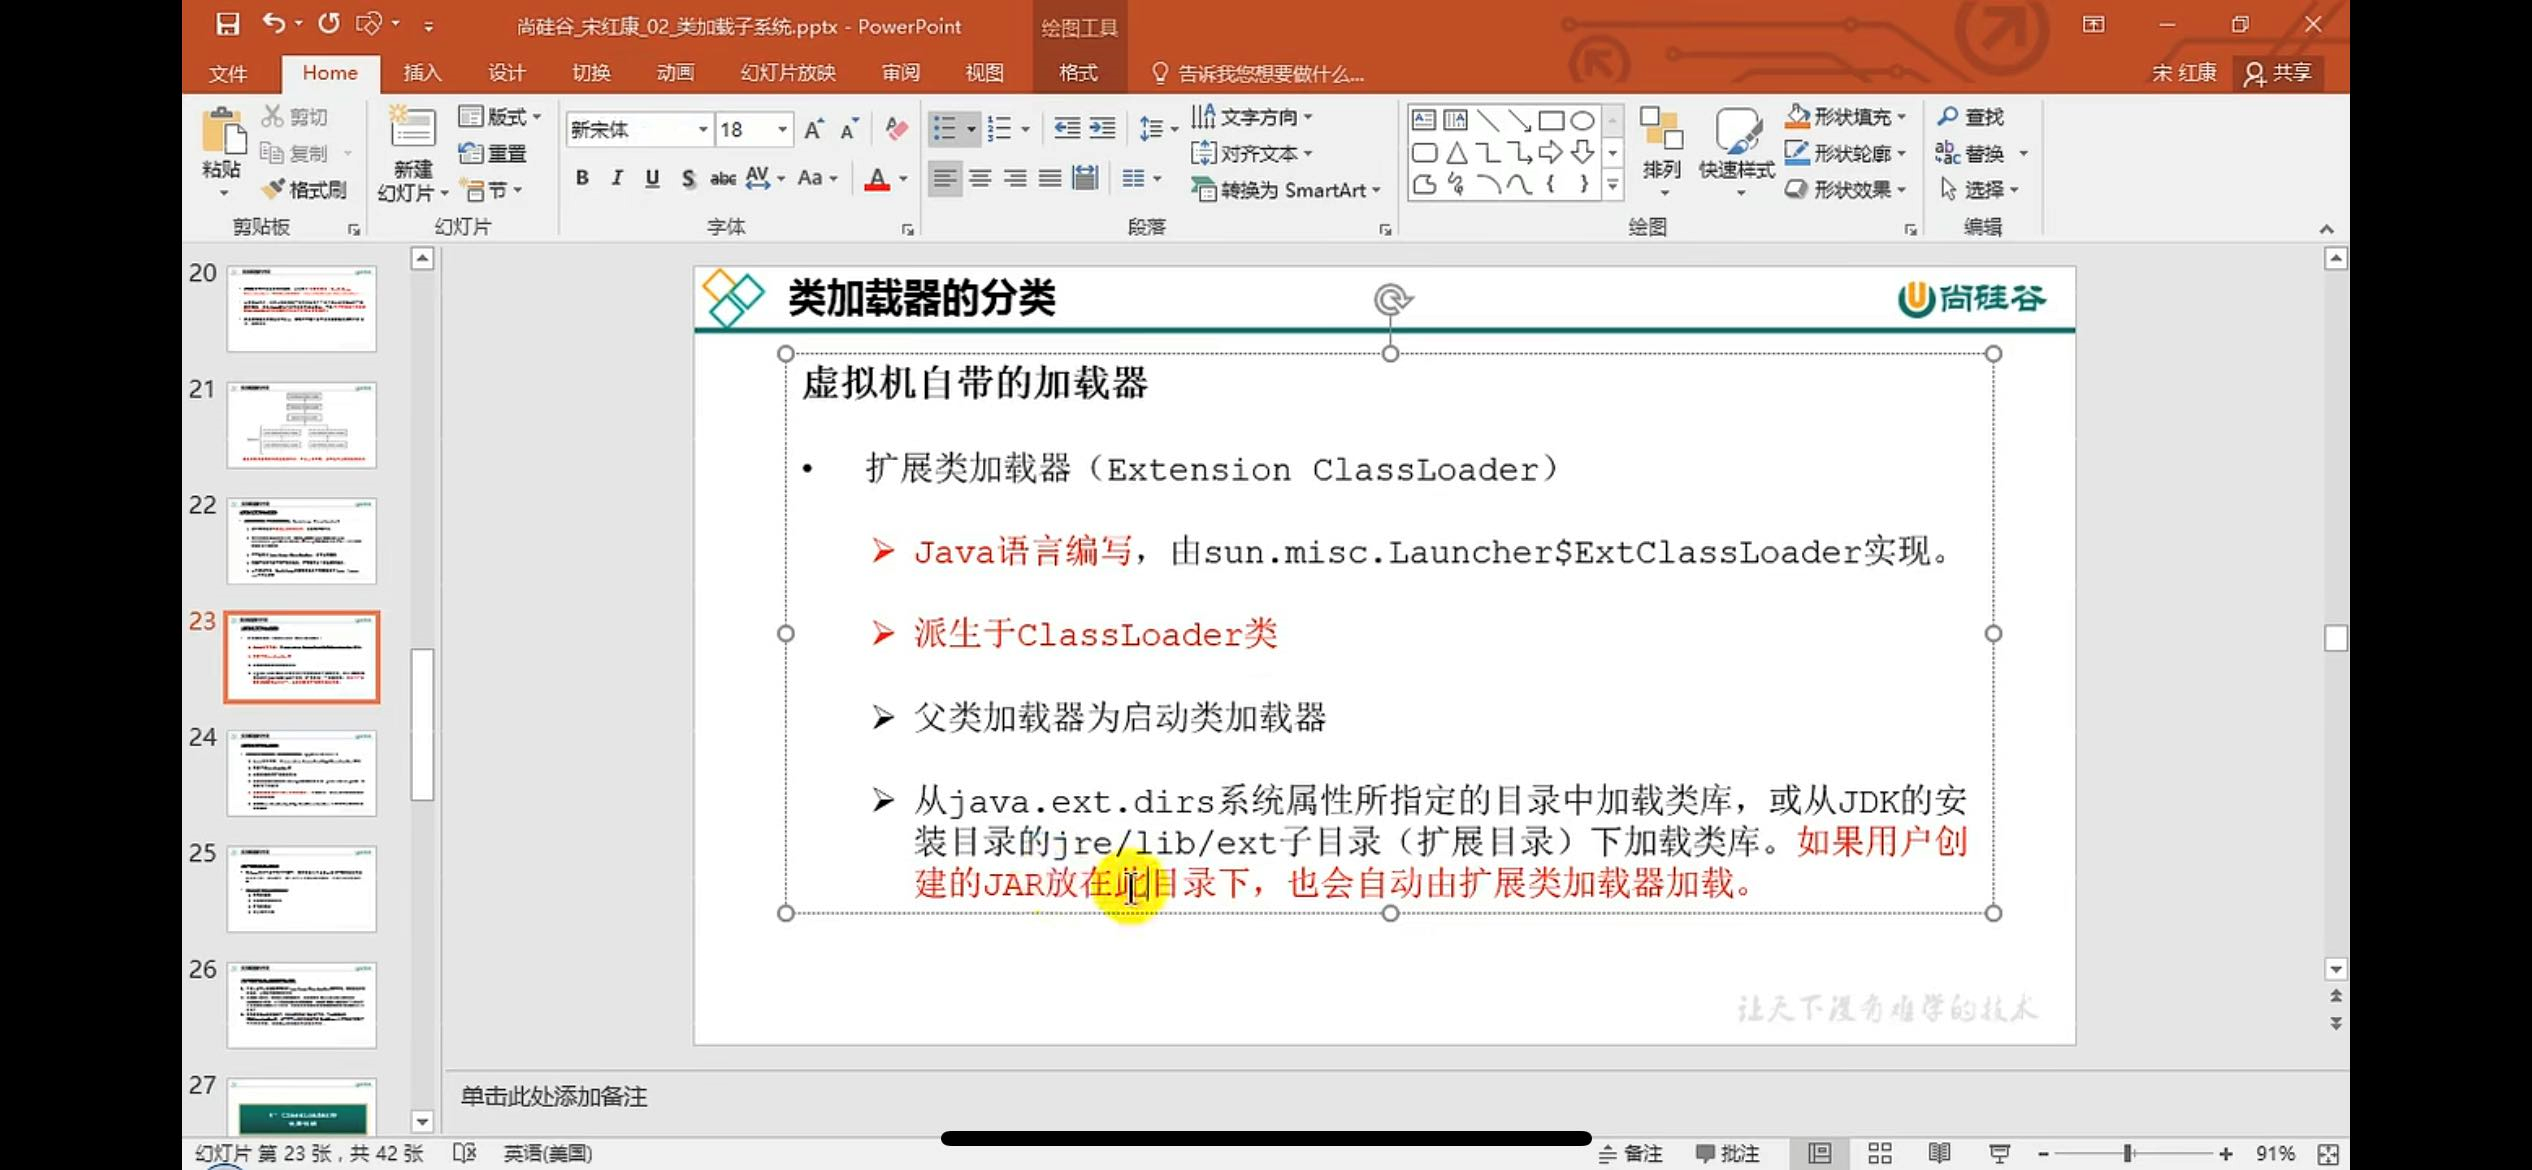 尚硅谷_宋红康_02_类加载子系统.pptx - PowerPoint
绘图工具
文件 Home 插入 设计 切换 动画 幻灯片放映 审阅 视图 格式 告诉我您想要做什么... 宋 红康 共享
粘贴 剪切 复制 格式刷
剪贴板
新建 幻灯片 版式 重置 节
幻灯片
新宋体 18
B I U S abc AV Aa A
字体
文字方向 对齐文本 转换为 SmartArt
段落
排列 快速样式 形状填充 形状轮廓 形状效果
绘图
查找 替换 选择
编辑
20
21
22
23
24
25
26
27
类加载器的分类
尚硅谷
虚拟机自带的加载器
• 扩展类加载器（Extension ClassLoader）
➢ Java语言编写，由sun.misc.Launcher$ExtClassLoader实现。
➢ 派生于ClassLoader类
➢ 父类加载器为启动类加载器
➢ 从java.ext.dirs系统属性所指定的目录中加载类库，或从JDK的安
装目录的jre/lib/ext子目录（扩展目录）下加载类库。如果用户创
建的JAR放在此目录下，也会自动由扩展类加载器加载。
让天下没有难学的技术
单击此处添加备注
幻灯片 第 23 张，共 42 张 英语(美国) 备注 批注 91%